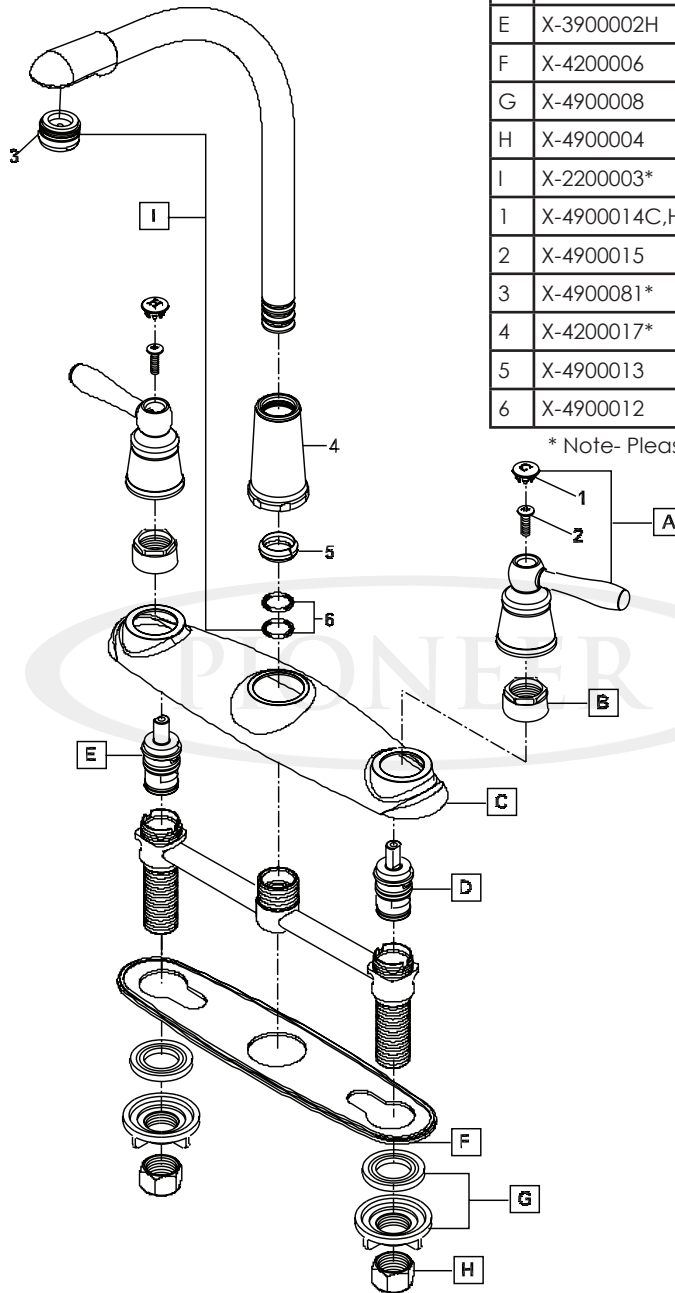 E X-3900002H
F X-4200006
G X-4900008
H X-4900004
I X-2200003*
1 X-4900014C,H
2 X-4900015
3 X-4900081*
4 X-4200017*
5 X-4900013
6 X-4900012
* Note- Pleas
3
I
4
5
6
1
2
A
PIONEER
B
E
C
D
F
G
H